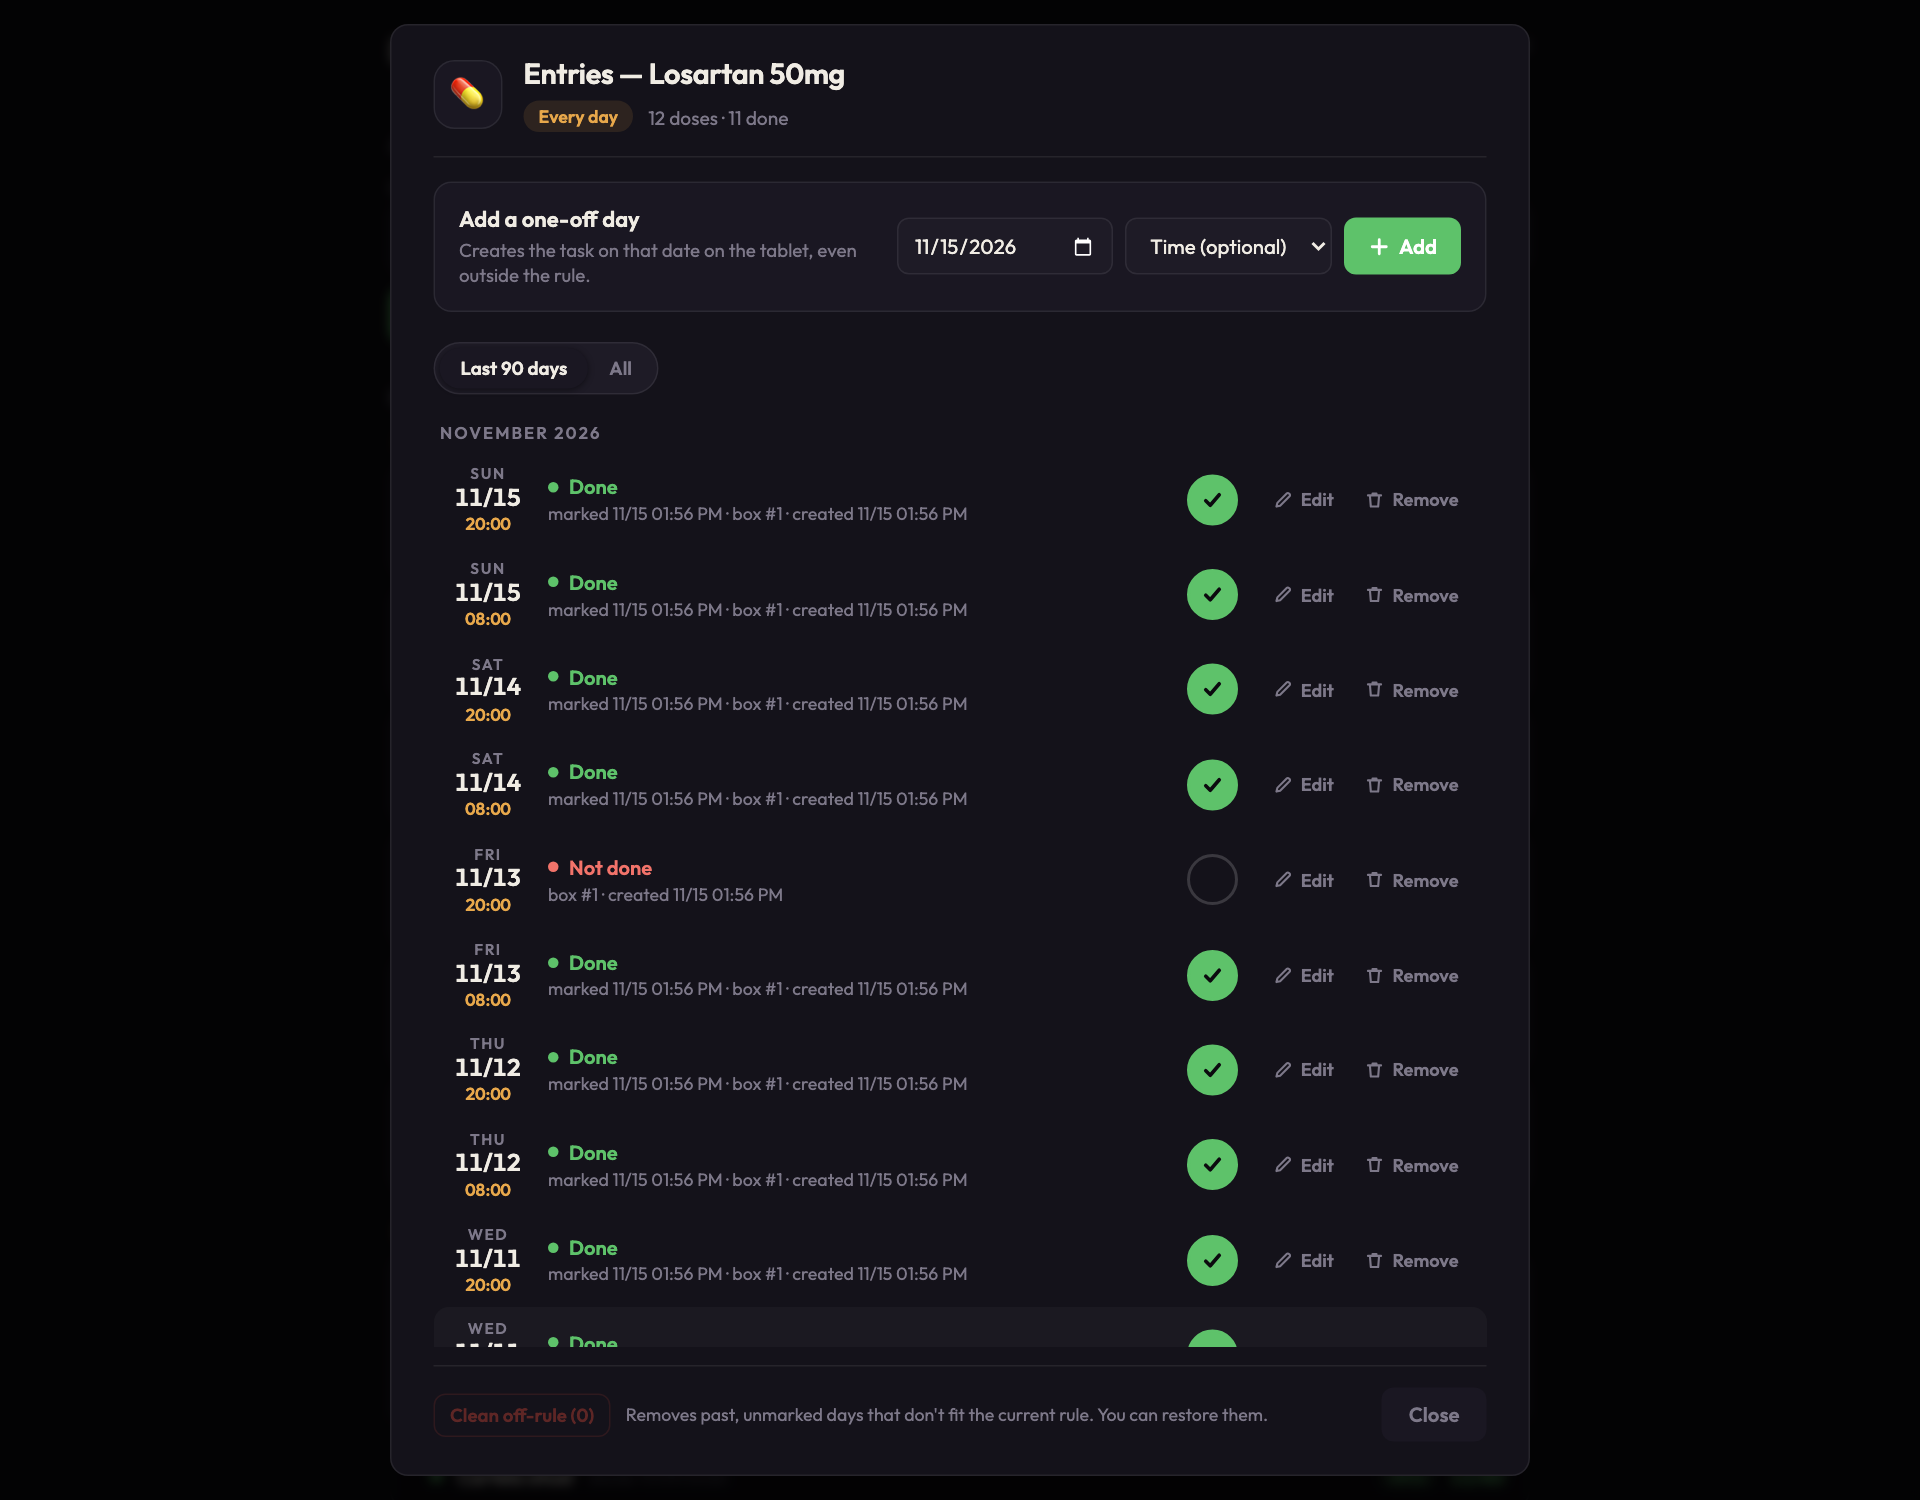 Entries — Losartan 50mg
Every day 12 doses · 11 done
Add a one-off day
Creates the task on that date on the tablet, even
outside the rule.
11/15/2026 Time (optional) + Add
Last 90 days All
NOVEMBER 2026
SUN
11/15
20:00
Done
marked 11/15 01:56 PM · box #1 · created 11/15 01:56 PM
Edit Remove
SUN
11/15
08:00
Done
marked 11/15 01:56 PM · box #1 · created 11/15 01:56 PM
Edit Remove
SAT
11/14
20:00
Done
marked 11/15 01:56 PM · box #1 · created 11/15 01:56 PM
Edit Remove
SAT
11/14
08:00
Done
marked 11/15 01:56 PM · box #1 · created 11/15 01:56 PM
Edit Remove
FRI
11/13
20:00
Not done
box #1 · created 11/15 01:56 PM
Edit Remove
FRI
11/13
08:00
Done
marked 11/15 01:56 PM · box #1 · created 11/15 01:56 PM
Edit Remove
THU
11/12
20:00
Done
marked 11/15 01:56 PM · box #1 · created 11/15 01:56 PM
Edit Remove
THU
11/12
08:00
Done
marked 11/15 01:56 PM · box #1 · created 11/15 01:56 PM
Edit Remove
WED
11/11
20:00
Done
marked 11/15 01:56 PM · box #1 · created 11/15 01:56 PM
Edit Remove
WED
Done
Clean off-rule (0) Removes past, unmarked days that don't fit the current rule. You can restore them. Close